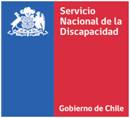 Servicio
Nacional de la
Discapacidad
Gobierno de Chile